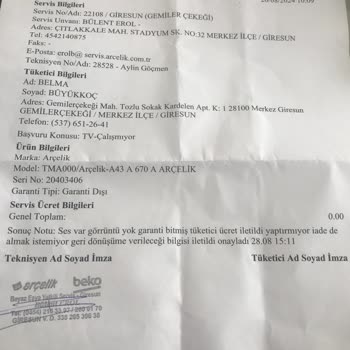 Servis Bilgileri
Servis No/Adı: 22108 / GİRESUN (GEMİLER ÇEKEĞİ)
Servis Unvanı: BÜLENT EROL -
Adres: ÇITLAKKALE MAH. STADYUM SK. NO:32 MERKEZ İLÇE / GİRESUN
Tel: 4542140875
Faks: -
E-Posta: erolb@servis.arcelik.com.tr
Teknisyen No/Adı: 28528 - Aylin Göçmen
Tüketici Bilgileri
Ad: BELMA
Soyad: BÜYÜKKOÇ
Adres: Gemilerçekeği Mah. Tozlu Sokak Kardelen Apt. K: 1 28100 Merkez Giresun
GEMİLERÇEKEĞİ / MERKEZ İLÇE / GİRESUN
Telefon: (537) 651-26-41
Başvuru Konusu: TV-Çalışmıyor
Ürün Bilgileri
Marka: Arçelik
Model: TMA000/Arçelik-A43 A 670 A ARÇELİK
Seri No: 20403406
Garanti Tipi: Garanti Dışı
Servis Ücret Bilgileri
Genel Toplam: 0.00
Sonuç Notu: Ses var görüntü yok garanti bitmiş tüketici ücret iletildi yaptırmıyor iade de
almak istemiyor geri dönüşüme verileceği bilgisi iletildi onayladı 28.08 15:11
Teknisyen Ad Soyad İmza Tüketici Ad Soyad İmza
arçelik beko